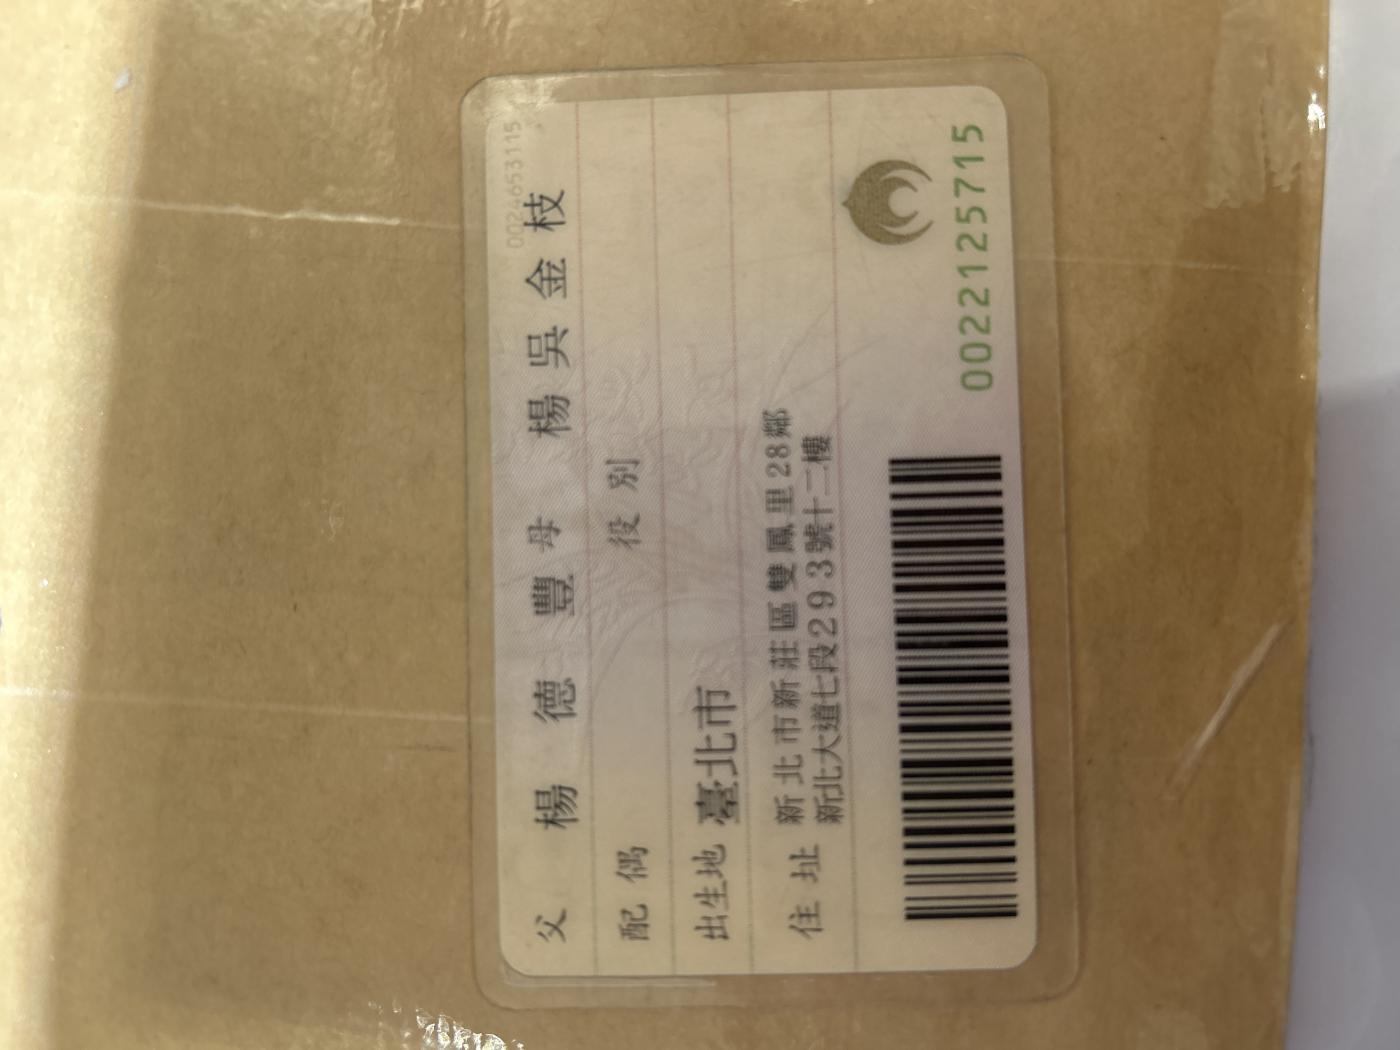 0024653115
父 楊 德 豐 母 楊 吳 金 枝
配偶 役別
出生地 臺北市
住址 新北市新莊區雙鳳里28鄰
新北大道七段293號十二樓
0022125715